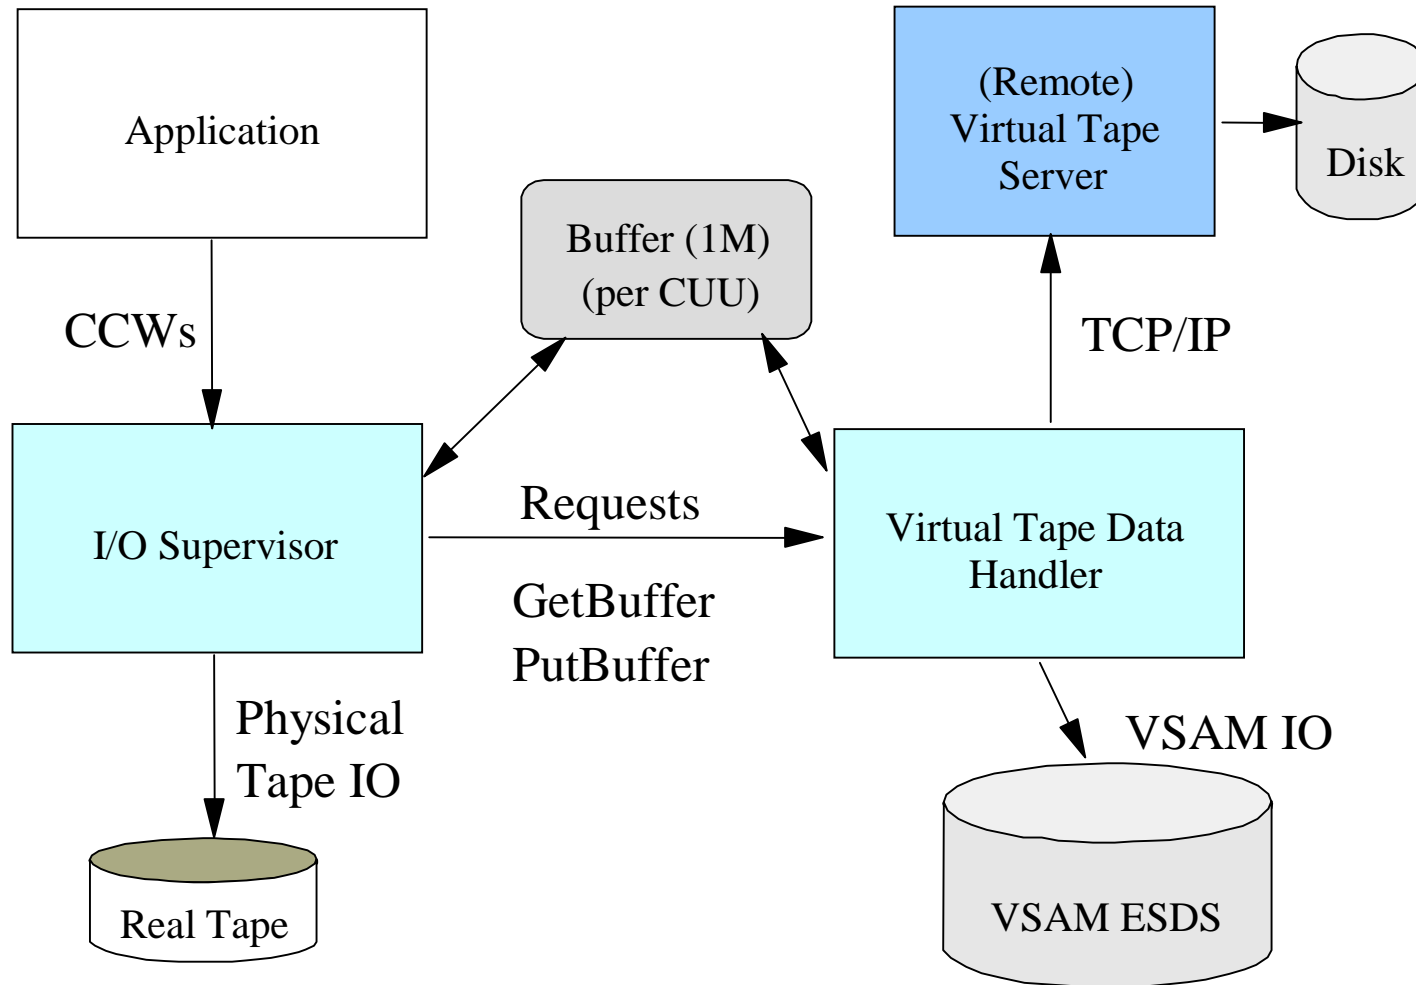 Application
(Remote)
Virtual Tape
Server
Disk
Buffer (1M)
(per CUU)
CCWs
TCP/IP
I/O Supervisor
Requests
GetBuffer
PutBuffer
Virtual Tape Data
Handler
Physical
Tape IO
VSAM IO
Real Tape
VSAM ESDS